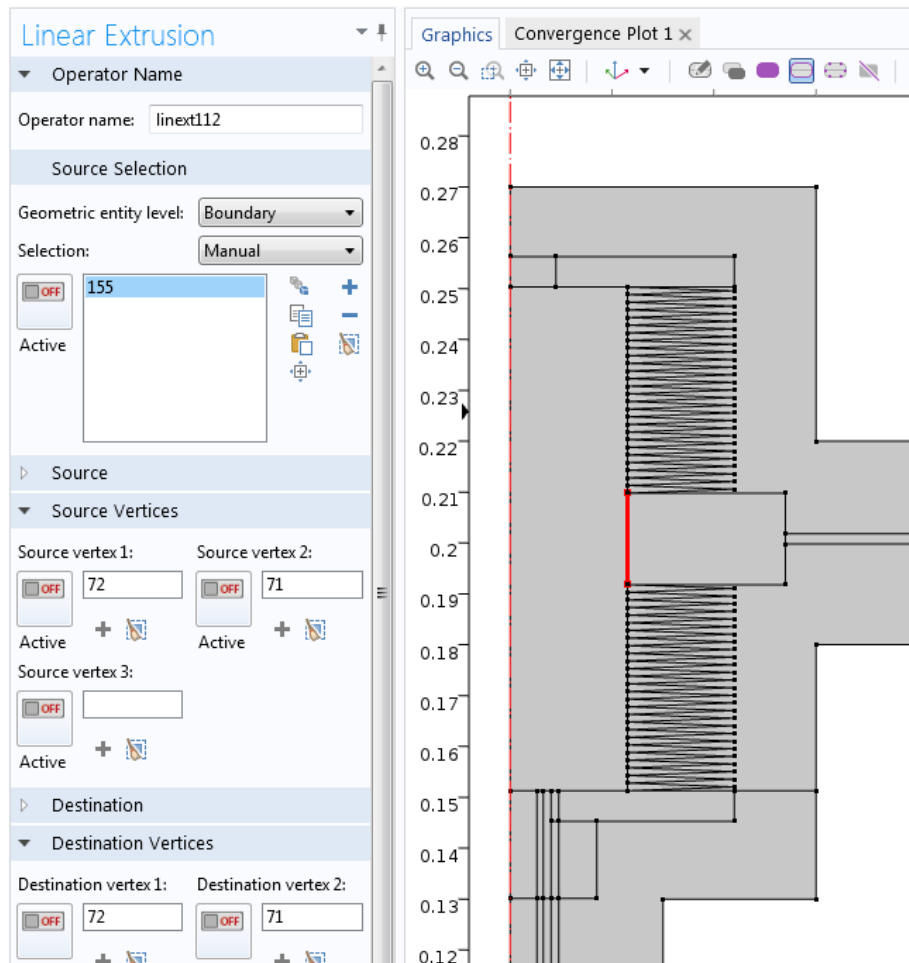 Linear Extrusion
Operator Name
Operator name: linext112
Source Selection
Geometric entity level: Boundary
Selection: Manual
OFF
155
Active
Source
Source Vertices
Source vertex 1: Source vertex 2:
OFF 72 OFF 71
Active Active
Source vertex 3:
OFF
Active
Destination
Destination Vertices
Destination vertex 1: Destination vertex 2:
OFF 72 OFF 71
Graphics Convergence Plot 1
0.28
0.27
0.26
0.25
0.24
0.23
0.22
0.21
0.2
0.19
0.18
0.17
0.16
0.15
0.14
0.13
0.12